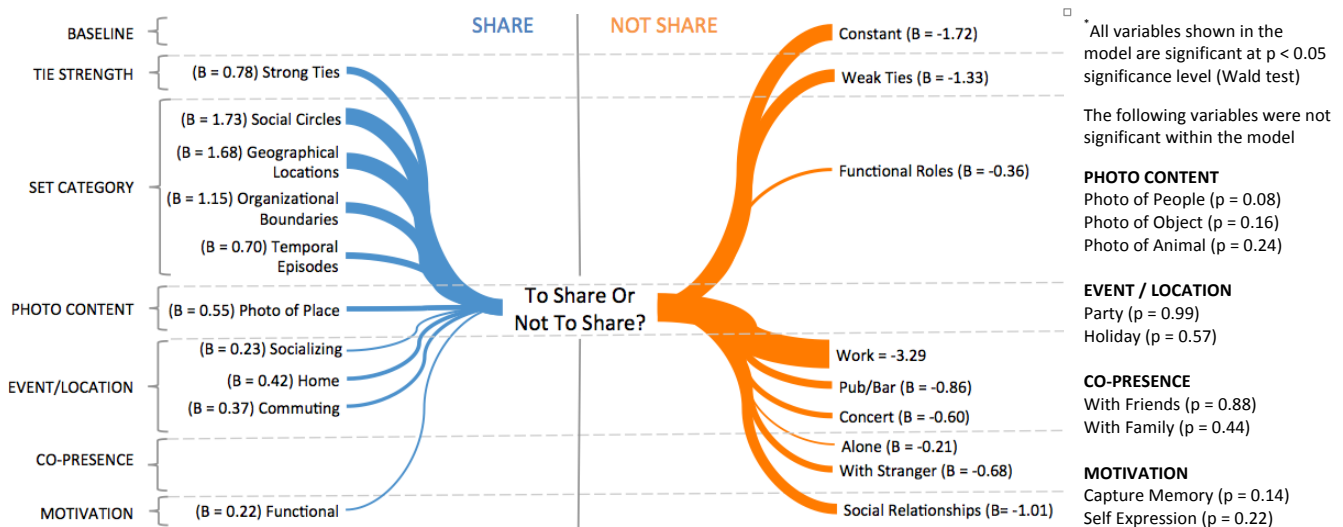 SHARE
NOT SHARE
BASELINE
Constant (B = -1.72)
TIE STRENGTH
(B = 0.78) Strong Ties
Weak Ties (B = -1.33)
SET CATEGORY
(B = 1.73) Social Circles
(B = 1.68) Geographical
Locations
(B = 1.15) Organizational
Boundaries
(B = 0.70) Temporal
Episodes
Functional Roles (B = -0.36)
PHOTO CONTENT
(B = 0.55) Photo of Place
To Share Or
Not To Share?
EVENT/LOCATION
(B = 0.23) Socializing
(B = 0.42) Home
(B = 0.37) Commuting
Work = -3.29
Pub/Bar (B = -0.86)
Concert (B = -0.60)
CO-PRESENCE
Alone (B = -0.21)
With Stranger (B = -0.68)
MOTIVATION
(B = 0.22) Functional
Social Relationships (B= -1.01)
*All variables shown in the
model are significant at p < 0.05
significance level (Wald test)
The following variables were not
significant within the model
PHOTO CONTENT
Photo of People (p = 0.08)
Photo of Object (p = 0.16)
Photo of Animal (p = 0.24)
EVENT / LOCATION
Party (p = 0.99)
Holiday (p = 0.57)
CO-PRESENCE
With Friends (p = 0.88)
With Family (p = 0.44)
MOTIVATION
Capture Memory (p = 0.14)
Self Expression (p = 0.22)